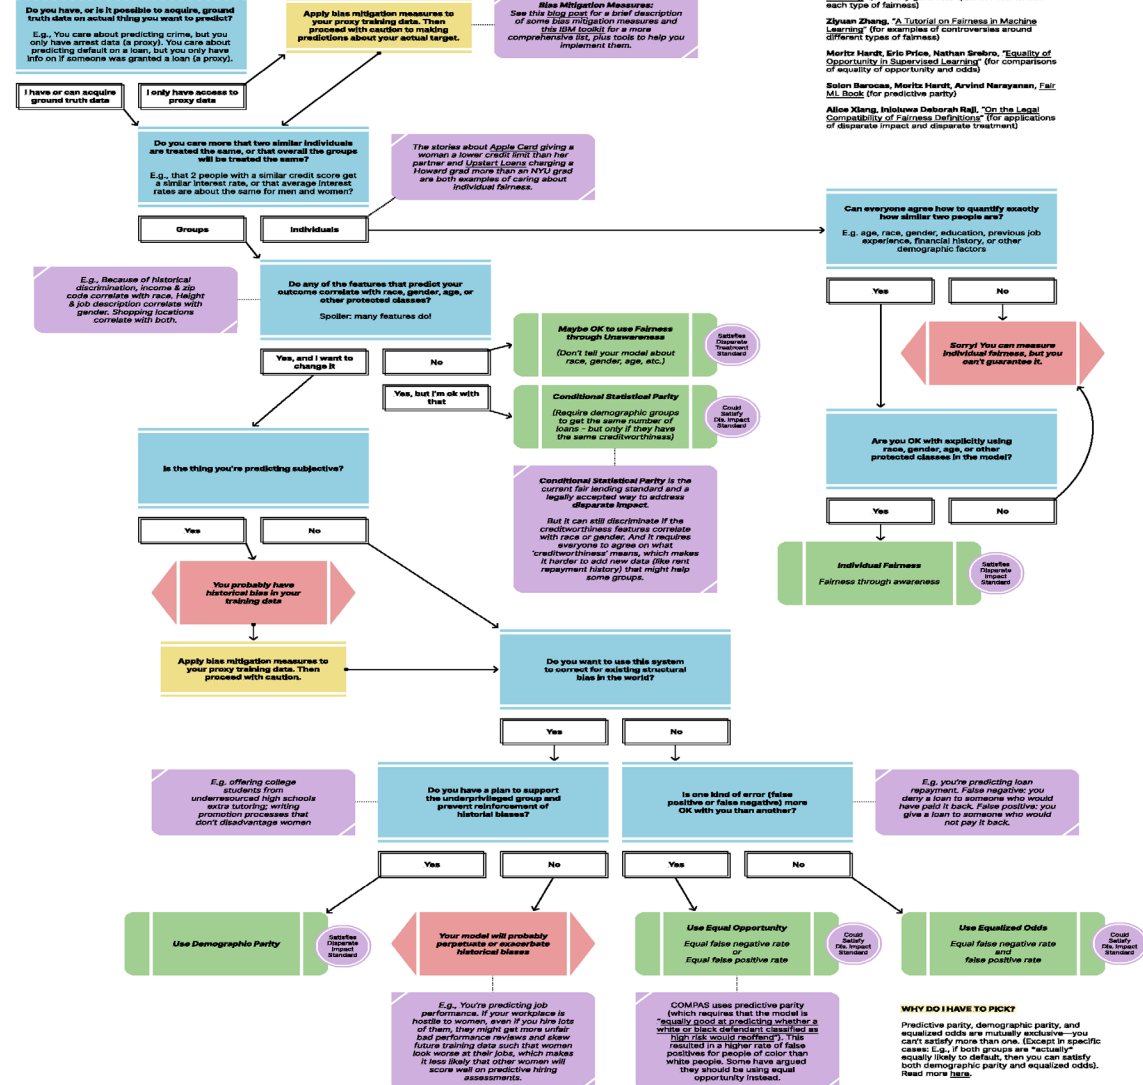 Do you have, or is it possible to acquire, ground
truth data on actual thing you want to predict?
E.g., You care about predicting crime, but you
only have arrest data (a proxy). You care about
predicting default on a loan, but you only have
info on if someone was granted a loan (a proxy).
I have or can acquire
ground truth data
I only have access to
proxy data
Apply bias mitigation measures to
your proxy training data. Then
proceed with caution to making
predictions about your actual target.
Bias Mitigation Measures:
See this blog post for a brief description
of some bias mitigation measures and
this IBM toolkit for a more
comprehensive list, plus tools to help you
implement them.
each type of fairness)
Ziyuan Zhang, "A Tutorial on Fairness in Machine
Learning" (for examples of controversies around
different types of fairness)
Moritz Hardt, Eric Price, Nathan Srebro, "Equality of
Opportunity in Supervised Learning" (for comparisons
of equality of opportunity and odds)
Solon Barocas, Moritz Hardt, Arvind Narayanan, Fair
ML Book (for predictive parity)
Alice Xiang, Inioluwa Deborah Raji, "On the Legal
Compatibility of Fairness Definitions" (for applications
of disparate impact and disparate treatment)
Do you care more that two similar individuals
are treated the same, or that overall the groups
will be treated the same?
E.g., that 2 people with a similar credit score get
a similar interest rate, or that average interest
rates are about the same for men and women?
Groups
Individuals
The stories about Apple Card giving a
woman a lower credit limit than her
partner and Upstart Loans charging a
Howard grad more than an NYU grad
are both examples of caring about
individual fairness.
Can everyone agree how to quantify exactly
how similar two people are?
E.g. age, race, gender, education, previous job
experience, financial history, or other
demographic factors
Yes
No
E.g., Because of historical
discrimination, income & zip
code correlate with race. Height
& job description correlate with
gender. Shopping locations
correlate with both.
Do any of the features that predict your
outcome correlate with race, gender, age, or
other protected classes?
Spoiler: many features do!
Yes, and I want to
change it
No
Yes, but I'm ok with
that
Maybe OK to use Fairness
through Unawareness
(Don't tell your model about
race, gender, age, etc.)
Satisfies
Disparate
Treatment
Standard
Sorry! You can measure
individual fairness, but you
can't guarantee it.
Conditional Statistical Parity
(Require demographic groups
to get the same number of
loans - but only if they have
the same creditworthiness)
Could
Satisfy
Dis. Impact
Standard
Are you OK with explicitly using
race, gender, age, or other
protected classes in the model?
Yes
No
Is the thing you're predicting subjective?
Yes
No
Conditional Statistical Parity is the
current fair lending standard and a
legally accepted way to address
disparate impact.
But it can still discriminate if the
creditworthiness features correlate
with race or gender. And it requires
everyone to agree on what
'creditworthiness' means, which makes
it harder to add new data (like rent
repayment history) that might help
some groups.
Individual Fairness
Fairness through awareness
Satisfies
Disparate
Impact
Standard
You probably have
historical bias in your
training data
Apply bias mitigation measures to
your proxy training data. Then
proceed with caution.
Do you want to use this system
to correct for existing structural
bias in the world?
Yes
No
E.g. offering college
students from
underresourced high schools
extra tutoring; writing
promotion processes that
don't disadvantage women
Do you have a plan to support
the underprivileged group and
prevent reinforcement of
historial biases?
Is one kind of error (false
positive or false negative) more
OK with you than another?
E.g. you're predicting loan
repayment. False negative: you
deny a loan to someone who would
have paid it back. False positive: you
give a loan to someone who would
not pay it back.
Yes
No
Yes
No
Use Demographic Parity
Satisfies
Disparate
Impact
Standard
Your model will probably
perpetuate or exacerbate
historical biases
Use Equal Opportunity
Equal false negative rate
or
Equal false positive rate
Could
Satisfy
Dis. Impact
Standard
Use Equalized Odds
Equal false negative rate
and
false positive rate
Could
Satisfy
Dis. Impact
Standard
E.g., You're predicting job
performance. If your workplace is
hostile to women, even if you hire lots
of them, they might get more unfair
bad performance reviews and skew
future training data such that women
look worse at their jobs, which makes
it less likely that other women will
score well on predictive hiring
assessments.
COMPAS uses predictive parity
(which requires that the model is
"equally good at predicting whether a
white or black defendant classified as
high risk would reoffend"). This
resulted in a higher rate of false
positives for people of color than
white people. Some have argued
they should be using equal
opportunity instead.
WHY DO I HAVE TO PICK?
Predictive parity, demographic parity, and
equalized odds are mutually exclusive—you
can't satisfy more than one. (Except in specific
cases: E.g., if both groups are *actually*
equally likely to default, then you can satisfy
both demographic parity and equalized odds).
Read more here.